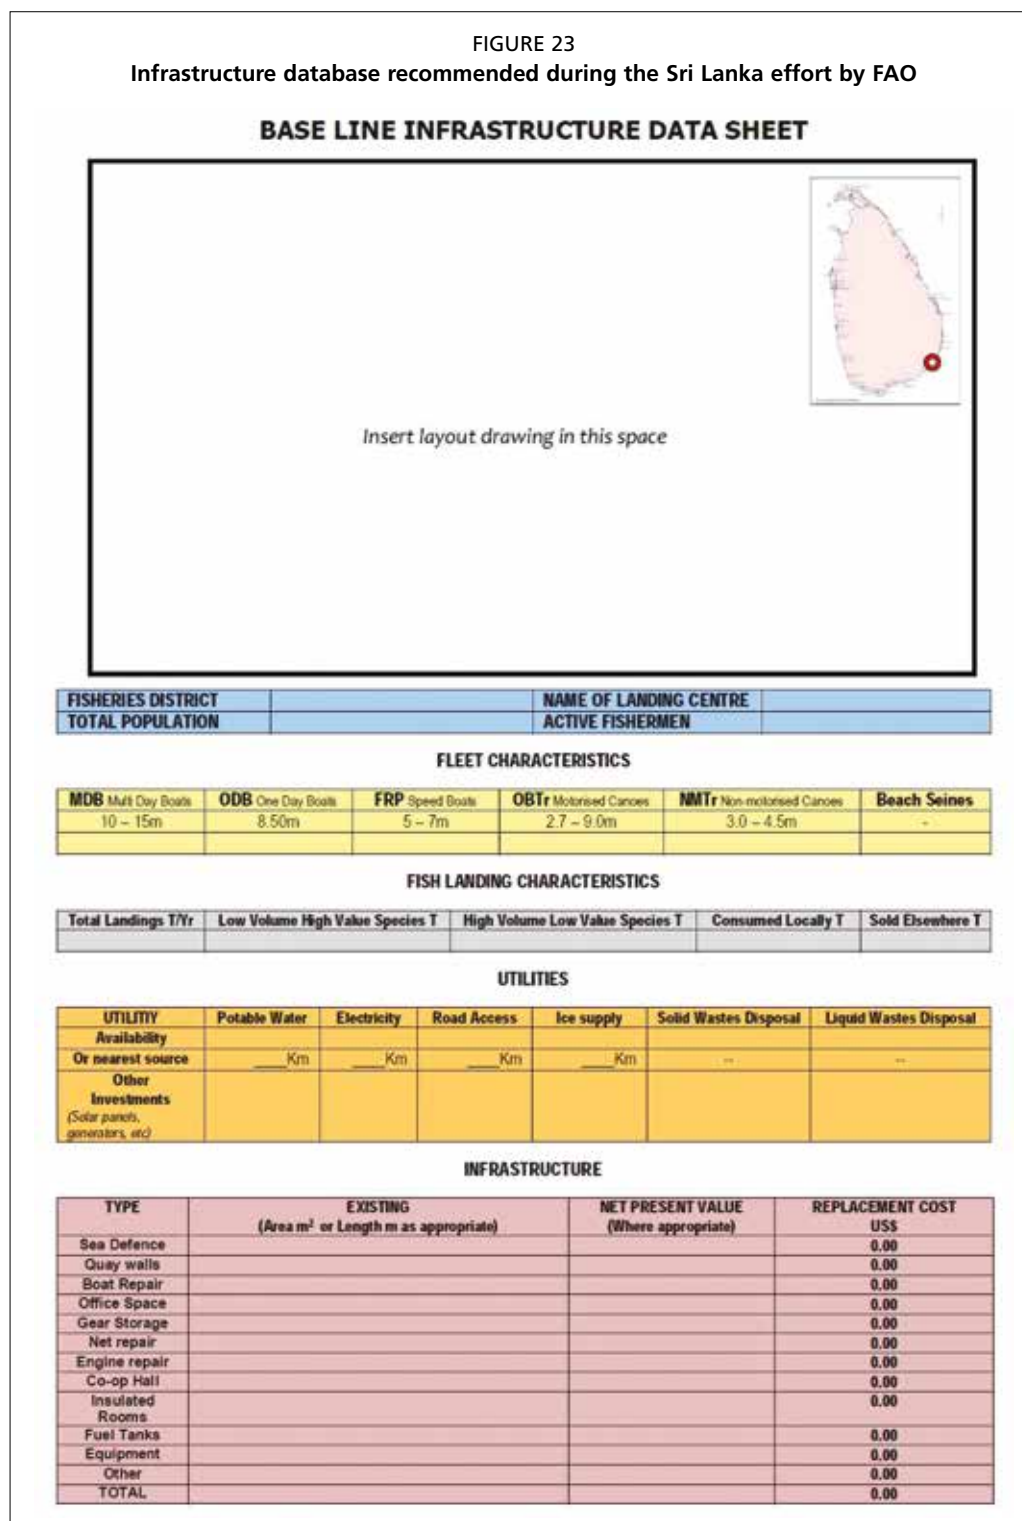 FIGURE 23
Infrastructure database recommended during the Sri Lanka effort by FAO
BASE LINE INFRASTRUCTURE DATA SHEET
Insert layout drawing in this space
FISHERIES DISTRICT NAME OF LANDING CENTRE
TOTAL POPULATION ACTIVE FISHERMEN
FLEET CHARACTERISTICS
MDB Multi Day Boats ODB One Day Boats FRP Speed Boats OBTr Motorised Canoes NMTr Non-motorised Canoes Beach Seines
10 – 15m 8.50m 5 – 7m 2.7 – 9.0m 3.0 – 4.5m -
FISH LANDING CHARACTERISTICS
Total Landings T/Yr Low Volume High Value Species T High Volume Low Value Species T Consumed Locally T Sold Elsewhere T
UTILITIES
UTILITIY Potable Water Electricity Road Access Ice supply Solid Wastes Disposal Liquid Wastes Disposal
Availability
Or nearest source ____Km ____Km ____Km ____Km -- --
Other
Investments
(Solar panels,
generators, etc)
INFRASTRUCTURE
TYPE EXISTING NET PRESENT VALUE REPLACEMENT COST
(Area m² or Length m as appropriate) (Where appropriate) US$
Sea Defence 0.00
Quay walls 0.00
Boat Repair 0.00
Office Space 0.00
Gear Storage 0.00
Net repair 0.00
Engine repair 0.00
Co-op Hall 0.00
Insulated 0.00
Rooms
Fuel Tanks 0.00
Equipment 0.00
Other 0.00
TOTAL 0.00